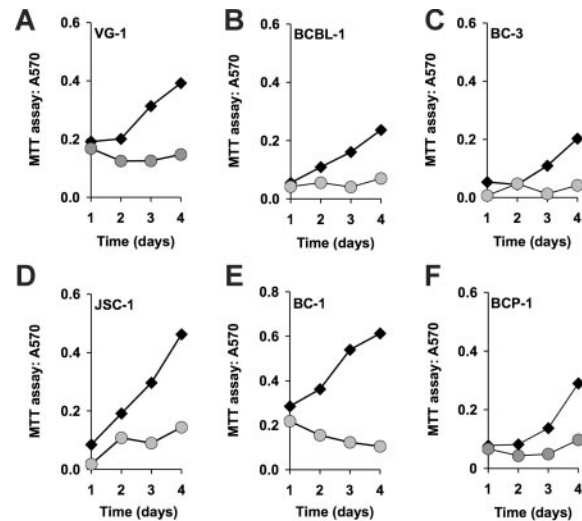 A
VG-1
MTT assay: A570
0.6
0.4
0.2
0.0
1 2 3 4
Time (days)
B
BCBL-1
MTT assay: A570
0.6
0.4
0.2
0.0
1 2 3 4
Time (days)
C
BC-3
MTT assay: A570
0.6
0.4
0.2
0.0
1 2 3 4
Time (days)
D
JSC-1
MTT assay: A570
0.6
0.4
0.2
0.0
1 2 3 4
Time (days)
E
BC-1
MTT assay: A570
0.8
0.6
0.4
0.2
0.0
1 2 3 4
Time (days)
F
BCP-1
MTT assay: A570
0.6
0.4
0.2
0
1 2 3 4
Time (days)